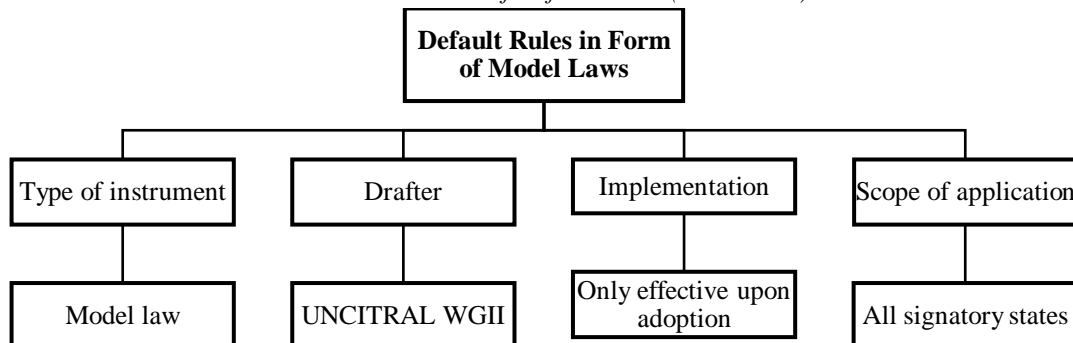 Default Rules in Form
of Model Laws
Type of instrument
Drafter
Implementation
Scope of application
Model law
UNCITRAL WGII
Only effective upon
adoption
All signatory states